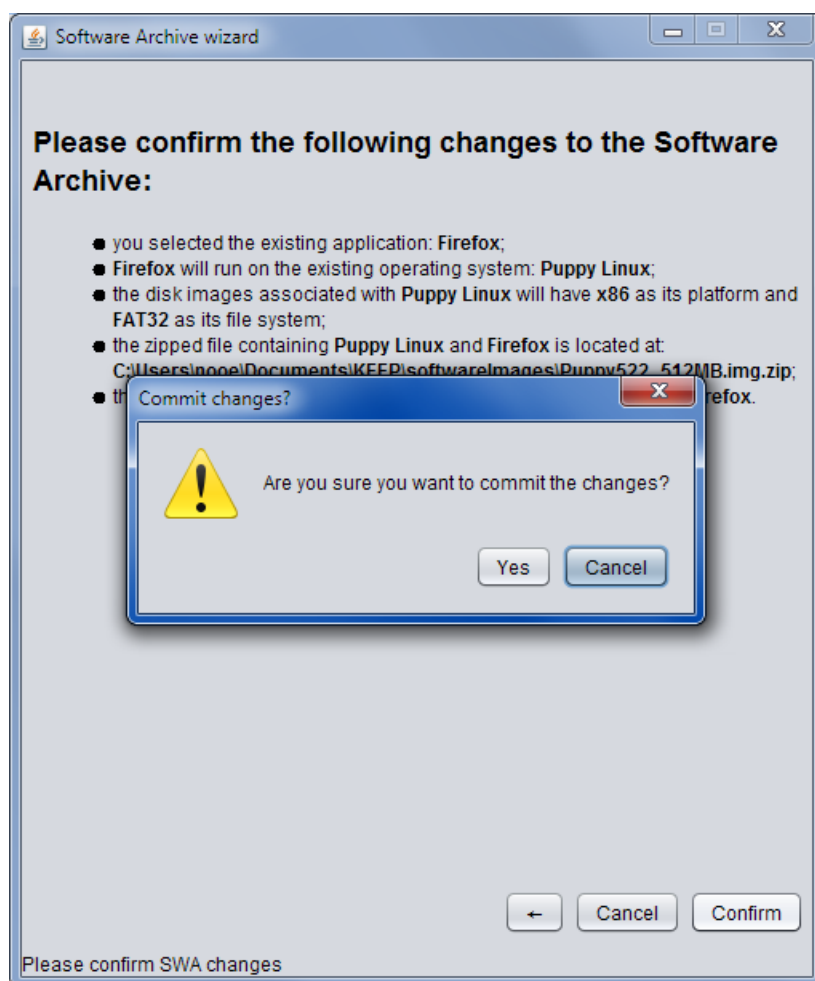 Software Archive wizard
Please confirm the following changes to the Software
Archive:
you selected the existing application: Firefox;
Firefox will run on the existing operating system: Puppy Linux;
the disk images associated with Puppy Linux will have x86 as its platform and
FAT32 as its file system;
the zipped file containing Puppy Linux and Firefox is located at:
C:\Users\nooe\Documents\KEEP\softwareImages\Puppy522_512MB.img.zip;
Commit changes?
Are you sure you want to commit the changes?
Yes Cancel
← Cancel Confirm
Please confirm SWA changes